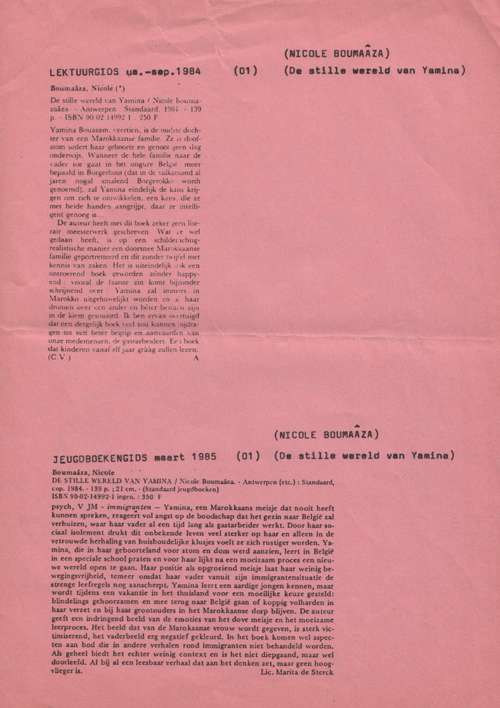 (NICOLE BOUMAÂZA)
LEKTUURGIDS ua.-sep.1984 (01) (De stille wereld van Yamina)
Boumaâza, Nicole (*)
De stille wereld van Yamina / Nicole Bouma-
zaâza - Antwerpen : Standaard, 1984. - 139
p. - ISBN 90 02 14992 1 : 250 F
Yamina Bouasam, veertien, is de oudste doch-
ter van een Marokkaanse familie. Ze is doof-
stom sedert haar geboorte en genoot geen dag
onderwijs. Wanneer de hele familie naar de
vader toe gaat in het ongure België meer
bepaald in Borgerhout (dat in de volksmond al
jaren nogal smalend Borgerokko wordt
genoemd), zal Yamina eindelijk de kans krij-
gen om zich te ontwikkelen, een kans, die ze
met beide handen aangrijpt, daar ze intelli-
gent genoeg is...
De auteur heeft met dit boek zeker geen lite-
rair meesterwerk geschreven. Wat ze wel
gedaan heeft, is op een schilderachtig-
realistische manier een doorsnee Marokkaanse
familie geportretteerd en dit zonder twijfel met
kennis van zaken. Het is uiteindelijk ook een
ontroerend boek geworden zonder happy-
end : vooral de laatste zin komt bijzonder
schrijnend over : Yamina zal immers in
Marokko uitgehuwelijkt worden en al haar
dromen over een ander en béter bestaan zijn
in de kiem gesmoord. Ik ben ervan overtuigd
dat een dergelijk boek veel zou kunnen bijdra-
gen tot een beter begrip en aanvaarden van
onze medemensen, de gastarbeiders. Een boek
dat kinderen vanaf elf jaar graag zullen lezen.
(C.V.) A
(NICOLE BOUMAÂZA)
JEUGDBOEKENGIDS maart 1985 (01) (De stille wereld van Yamina)
Boumaâza, Nicole
DE STILLE WERELD VAN YAMINA / Nicole Boumaâza. - Antwerpen (etc.) : Standaard,
cop. 1984. - 139 p. ; 21 cm. - (Standaard jeugdboeken)
ISBN 90-02-14992-1 ingen. : 350 F
psych, V JM - immigranten — Yamina, een Marokkaans meisje dat nooit heeft
kunnen spreken, reageert vol angst op de boodschap dat het gezin naar België zal
verhuizen, waar haar vader al een tijd lang als gastarbeider werkt. Door haar so-
ciaal isolement drukt dit onbekende leven veel sterker op haar en alleen in de
vertrouwde herhaling van huishoudelijke klusjes voelt ze zich rustiger worden. Ya-
mina, die in haar geboorteland voor stom en dom werd aanzien, leert in België
in een speciale school praten en voor haar lijkt na een moeizaam proces een nieu-
we wereld open te gaan. Haar positie als opgroeiend meisje laat haar weinig be-
wegingsvrijheid, temeer omdat haar vader vanuit zijn immigrantensituatie de
strenge leefregels nog aanscherpt. Yamina leert een aardige jongen kennen, maar
wordt tijdens een vakantie in het thuisland voor een moeilijke keuze gesteld:
blindelings gehoorzamen en mee terug naar België gaan of koppig volharden in
haar verzet en bij haar grootouders in het Marokkaanse dorp blijven. De auteur
geeft een indringend beeld van de emoties van het dove meisje en het moeizame
leerproces. Het beeld dat van de Marokaanse vrouw wordt gegeven, is sterk vic-
timiserend, het vaderbeeld erg negatief gekleurd. In het boek komen wel aspec-
ten aan bod die in andere verhalen rond immigranten niet behandeld worden.
Als geheel biedt het echter weinig context en is het niet diepgaand, maar wel
doorleefd. Al bij al een leesbaar verhaal dat aan het denken zet, maar geen hoog-
vlieger is. Lic. Marita de Sterck